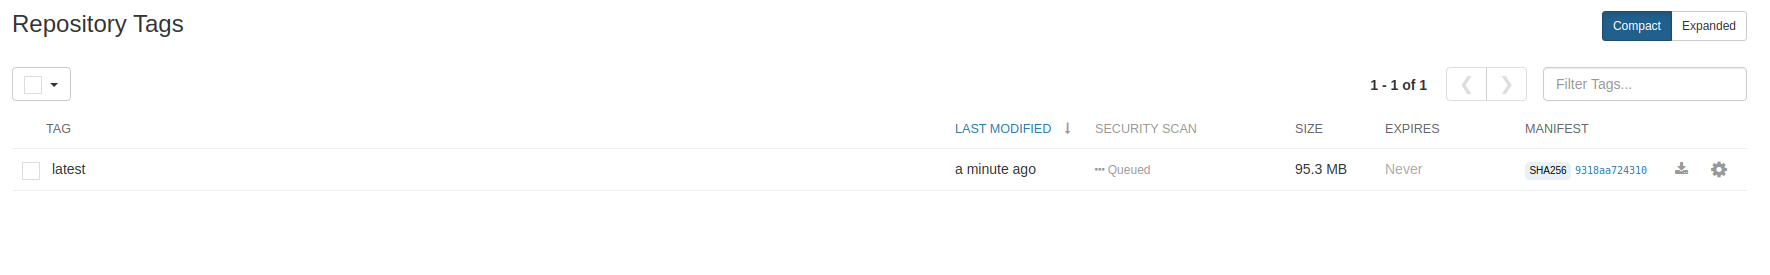 Repository Tags
Compact Expanded
1 - 1 of 1 Filter Tags...
TAG LAST MODIFIED SECURITY SCAN SIZE EXPIRES MANIFEST
latest a minute ago Queued 95.3 MB Never SHA256 9318aa724310